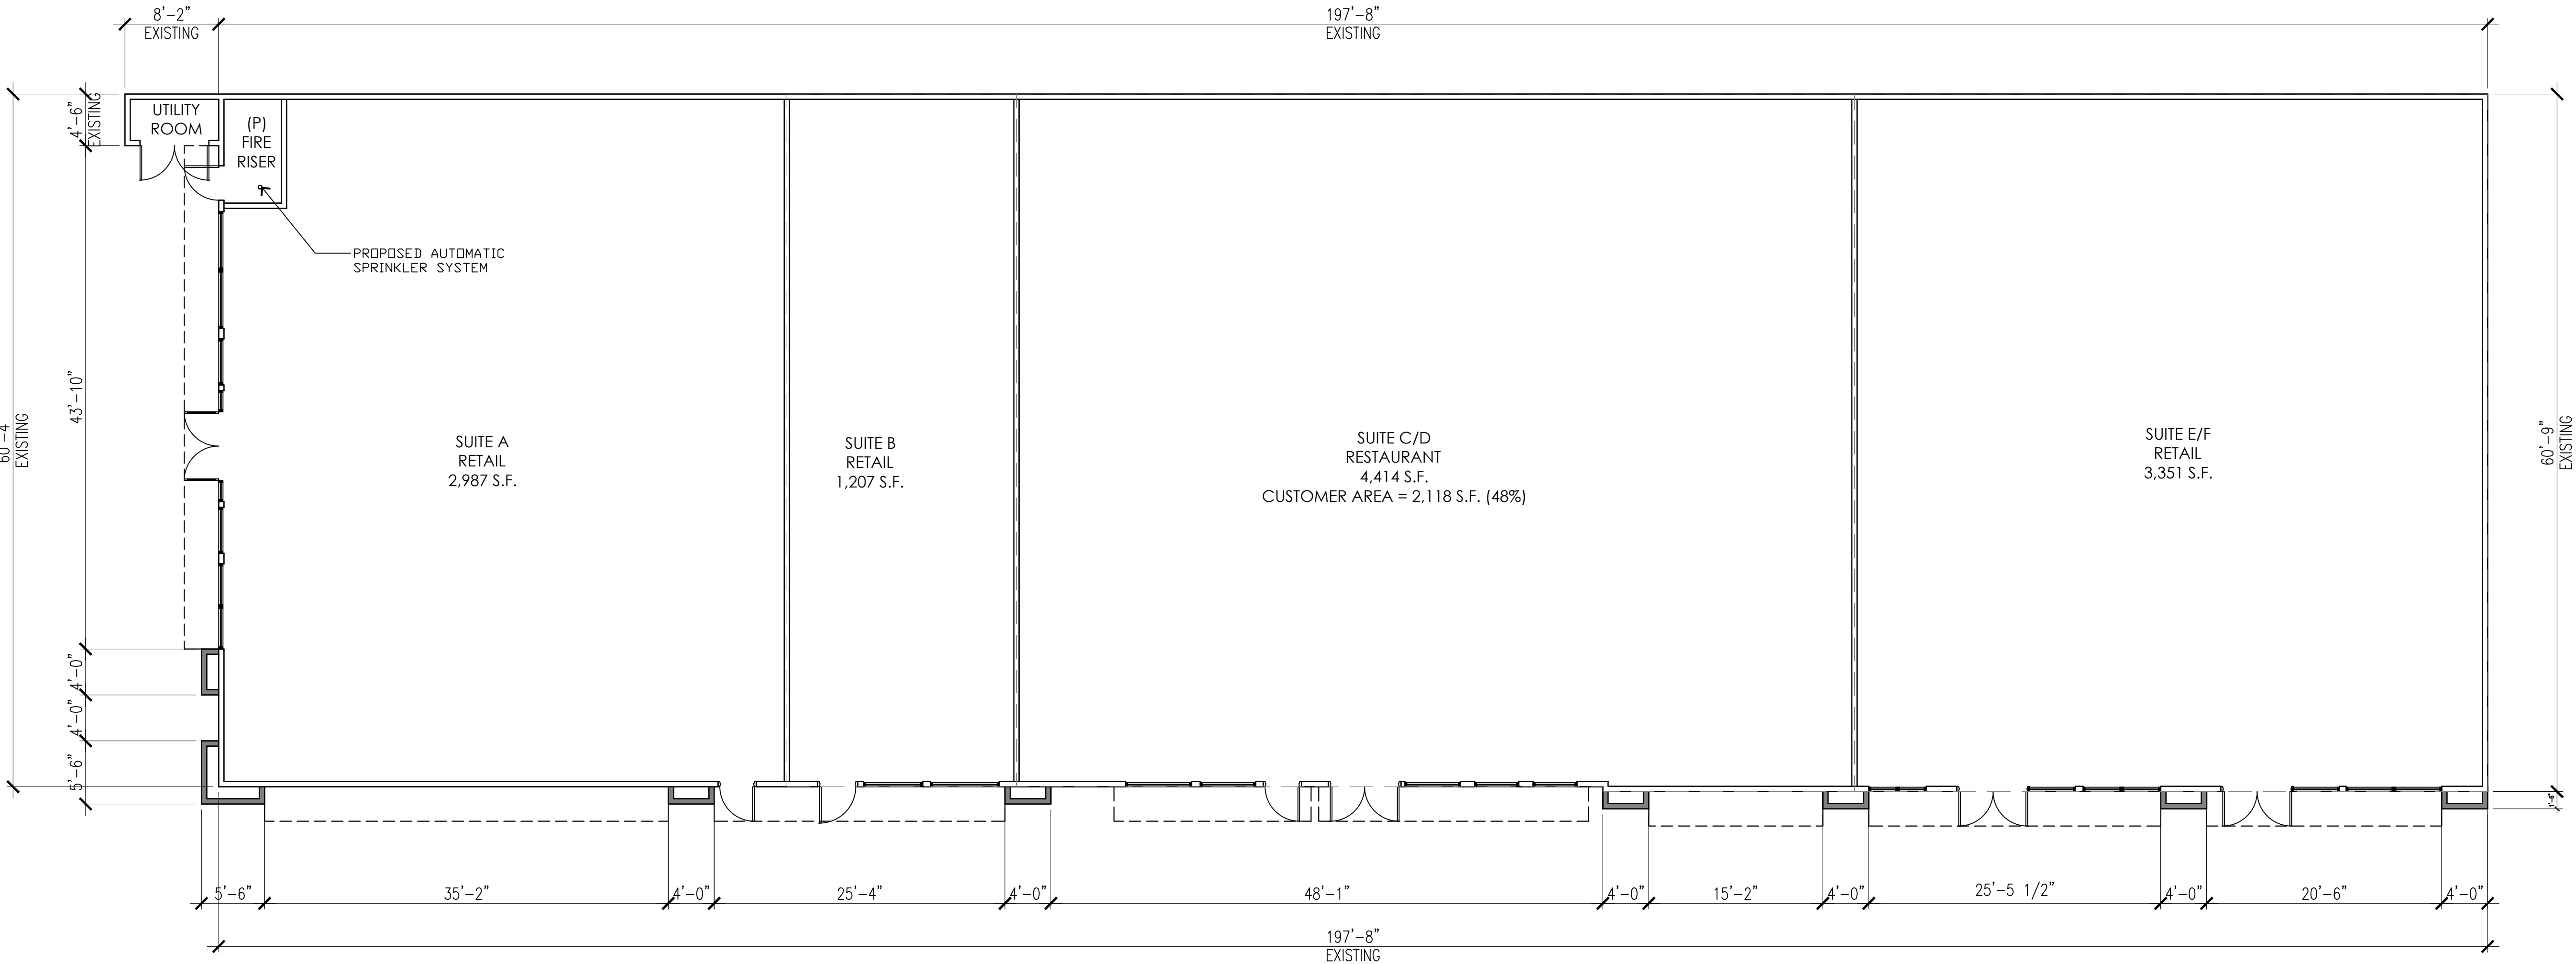 8'-2"
EXISTING
197'-8"
EXISTING
4'-6"
EXISTING
UTILITY
ROOM
(P)
FIRE
RISER
PROPOSED AUTOMATIC
SPRINKLER SYSTEM
43'-10"
60'-4
EXISTING
SUITE A
RETAIL
2,987 S.F.
SUITE B
RETAIL
1,207 S.F.
SUITE C/D
RESTAURANT
4,414 S.F.
CUSTOMER AREA = 2,118 S.F. (48%)
SUITE E/F
RETAIL
3,351 S.F.
60'-9"
EXISTING
4'-0"
4'-0"
5'-6"
5'-6"
35'-2"
4'-0"
25'-4"
4'-0"
48'-1"
4'-0"
15'-2"
4'-0"
25'-5 1/2"
4'-0"
20'-6"
4'-0"
197'-8"
EXISTING